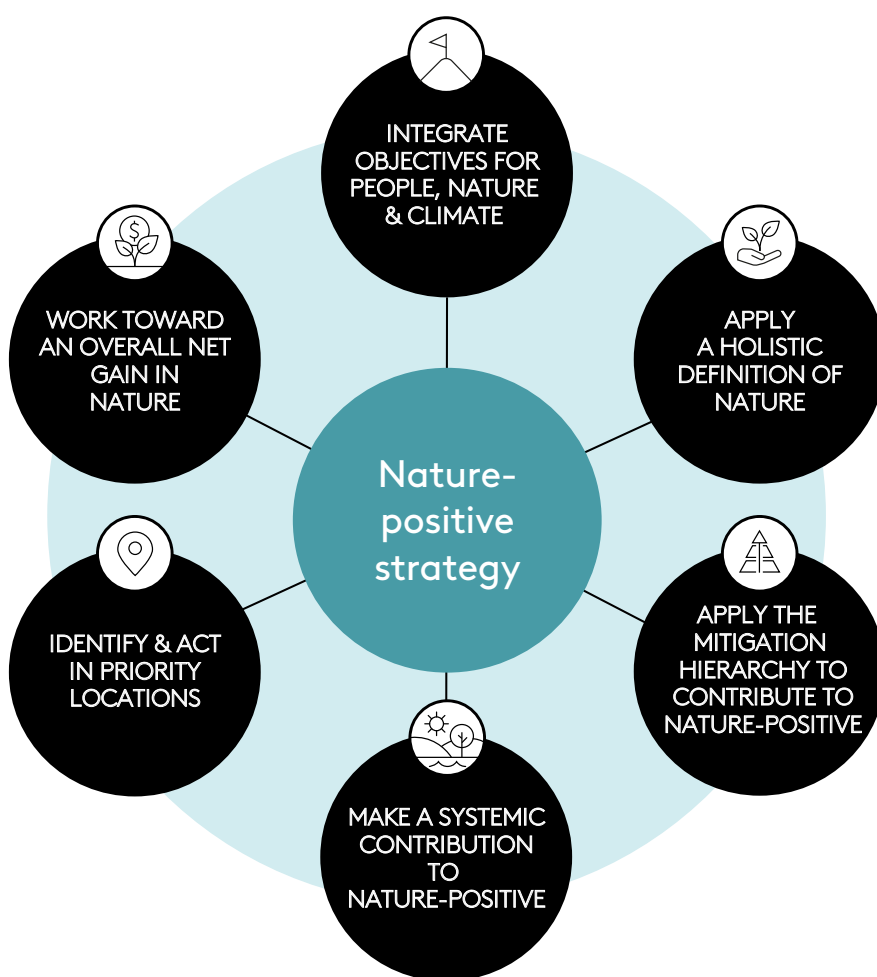 INTEGRATE
OBJECTIVES FOR
PEOPLE, NATURE
& CLIMATE
$
WORK TOWARD
AN OVERALL NET
GAIN IN
NATURE
APPLY
A HOLISTIC
DEFINITION OF
NATURE
Nature-
positive
strategy
IDENTIFY & ACT
IN PRIORITY
LOCATIONS
APPLY THE
MITIGATION
HIERARCHY TO
CONTRIBUTE TO
NATURE-POSITIVE
MAKE A SYSTEMIC
CONTRIBUTION
TO
NATURE-POSITIVE